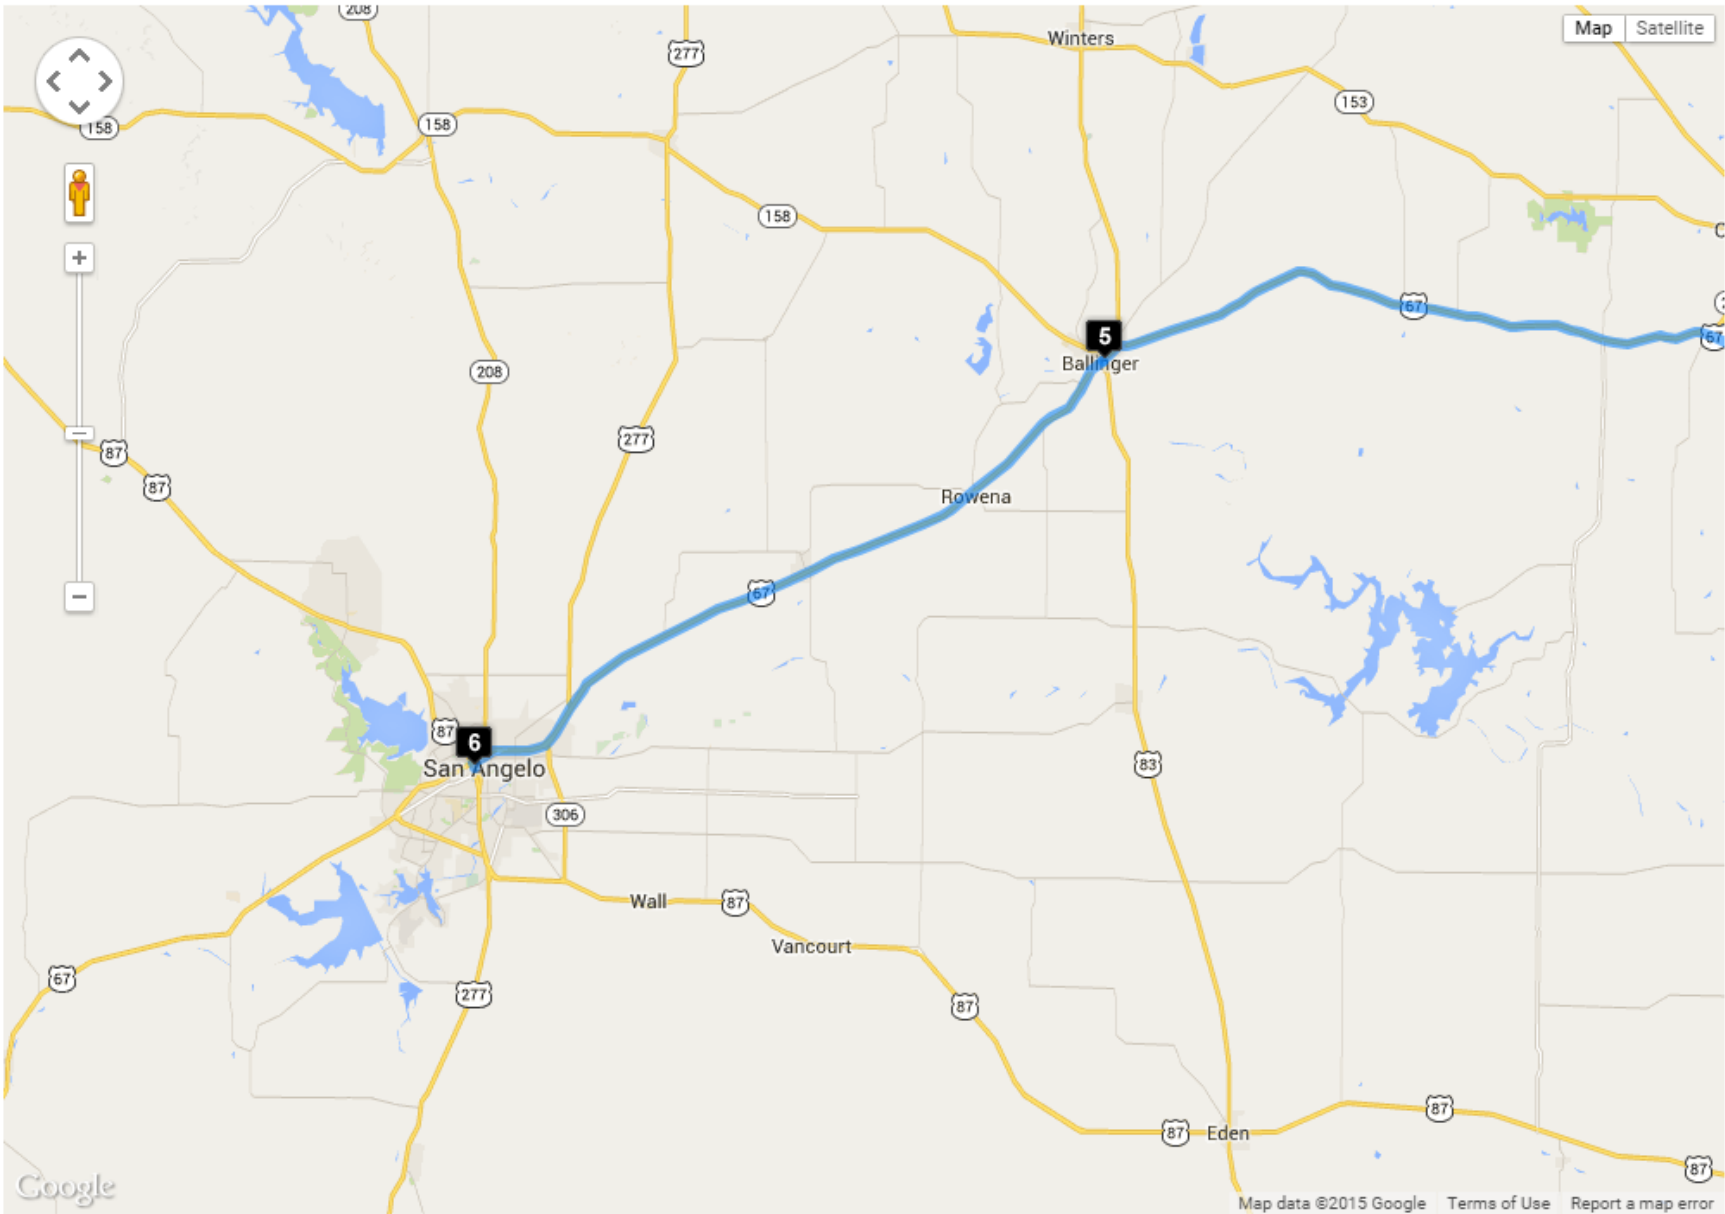 208
277
Winters
Map
Satellite
158
158
153
158
C
5
67
67
Ballinger
208
277
87
87
Rowena
67
87
6
San Angelo
83
306
Wall
87
Vancourt
67
277
87
87
Eden
87
87
Google
Map data ©2015 Google
Terms of Use
Report a map error